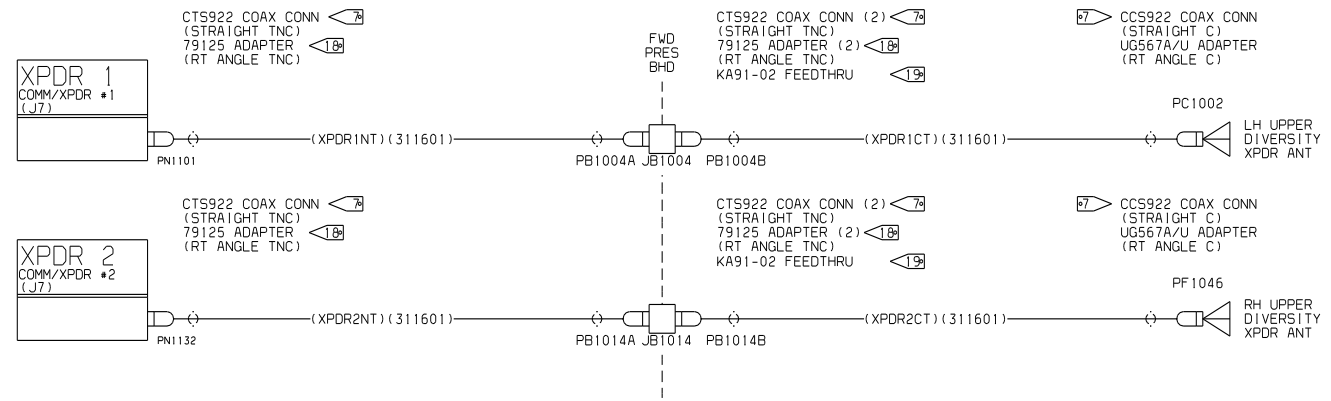 CTS922 COAX CONN 7
(STRAIGHT TNC)
79125 ADAPTER 18
(RT ANGLE TNC)
FWD
PRES
BHD
CTS922 COAX CONN (2) 7
(STRAIGHT TNC)
79125 ADAPTER (2) 18
(RT ANGLE TNC)
KA91-02 FEEDTHRU 19
7 CCS922 COAX CONN
(STRAIGHT C)
UG567A/U ADAPTER
(RT ANGLE C)
XPDR 1
COMM/XPDR #1
(J7)
PN1101
(XPDR1NT)(311601)
PB1004A JB1004 PB1004B
(XPDR1CT)(311601)
PC1002
LH UPPER
DIVERSITY
XPDR ANT
CTS922 COAX CONN 7
(STRAIGHT TNC)
79125 ADAPTER 18
(RT ANGLE TNC)
CTS922 COAX CONN (2) 7
(STRAIGHT TNC)
79125 ADAPTER (2) 18
(RT ANGLE TNC)
KA91-02 FEEDTHRU 19
7 CCS922 COAX CONN
(STRAIGHT C)
UG567A/U ADAPTER
(RT ANGLE C)
XPDR 2
COMM/XPDR #2
(J7)
PN1132
(XPDR2NT)(311601)
PB1014A JB1014 PB1014B
(XPDR2CT)(311601)
PF1046
RH UPPER
DIVERSITY
XPDR ANT